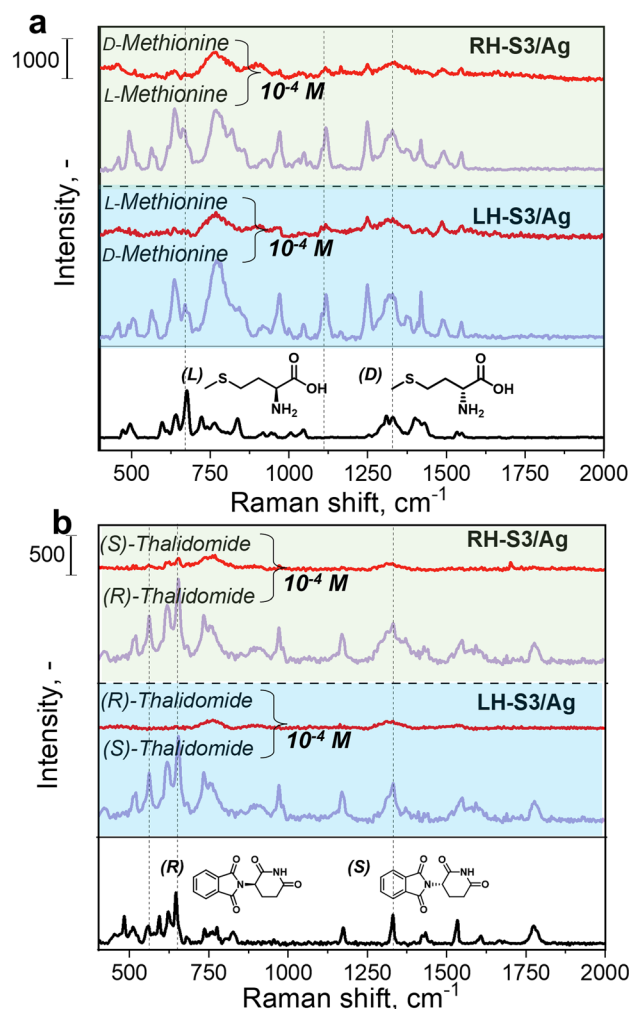 a
D-Methionine
RH-S3/Ag
1000
10⁻⁴ M
L-Methionine
L-Methionine
LH-S3/Ag
10⁻⁴ M
D-Methionine
Intensity, -
(L)
S
O
OH
NH₂
(D)
S
O
OH
NH₂
500 750 1000 1250 1500 1750 2000
Raman shift, cm⁻¹
b
(S)-Thalidomide
RH-S3/Ag
500
10⁻⁴ M
(R)-Thalidomide
(R)-Thalidomide
LH-S3/Ag
10⁻⁴ M
(S)-Thalidomide
Intensity, -
(R)
O
O
NH
N
O
O
(S)
O
O
NH
N
O
O
500 750 1000 1250 1500 1750 2000
Raman shift, cm⁻¹